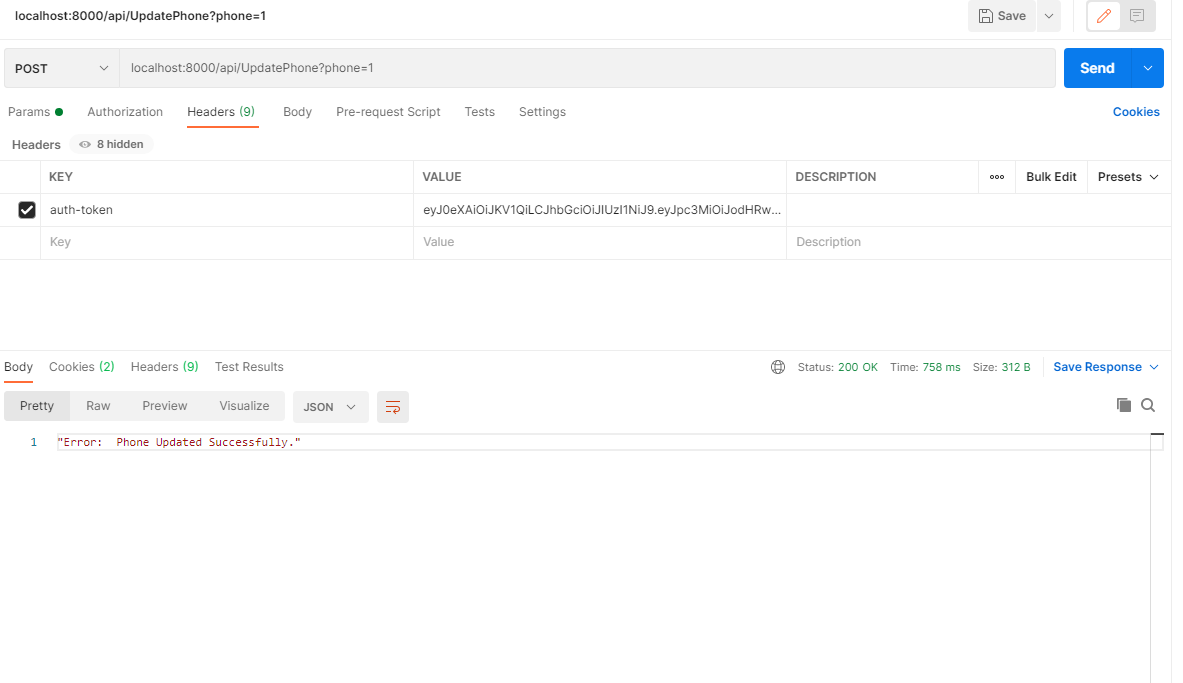 localhost:8000/api/UpdatePhone?phone=1
Save
POST
localhost:8000/api/UpdatePhone?phone=1
Send
Params
Authorization
Headers (9)
Body
Pre-request Script
Tests
Settings
Cookies
Headers
8 hidden
KEY
VALUE
DESCRIPTION
Bulk Edit
Presets
auth-token
eyJ0eXAiOiJKV1QiLCJhbGciOiJIUzI1NiJ9.eyJpc3MiOiJodHRw...
Key
Value
Description
Body
Cookies (2)
Headers (9)
Test Results
Status: 200 OK
Time: 758 ms
Size: 312 B
Save Response
Pretty
Raw
Preview
Visualize
JSON
1 "Error:  Phone Updated Successfully."